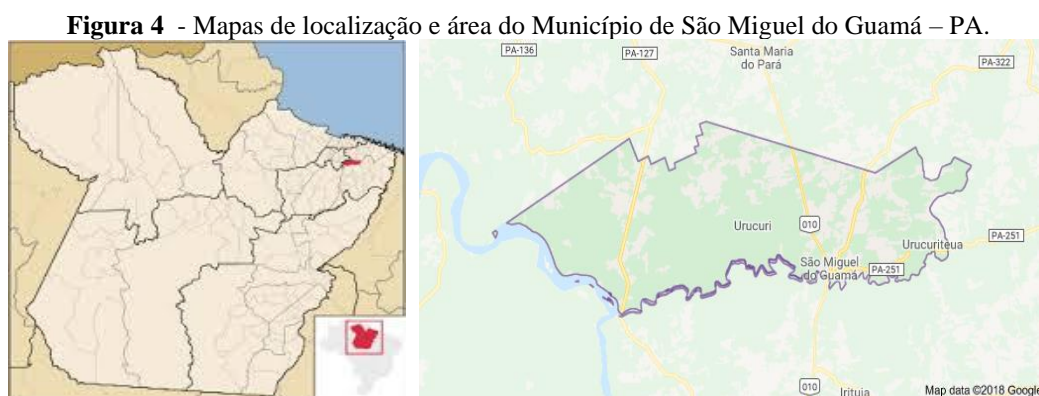 Figura 4 - Mapas de localização e área do Município de São Miguel do Guamá – PA.
PA-136
PA-127
Santa Maria
do Pará
PA-322
Urucuri
010
Urucuriteua
PA-251
São Miguel
do Guamá
PA-251
010
Irituia
Map data ©2018 Google